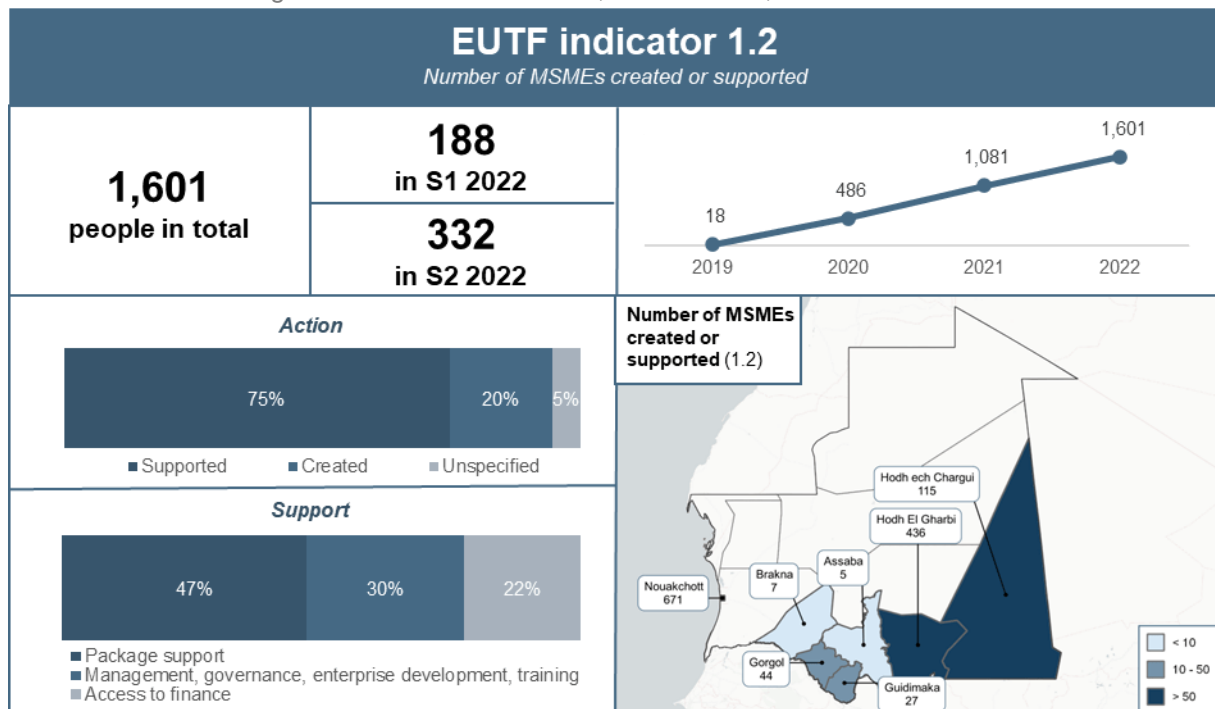 EUTF indicator 1.2
Number of MSMEs created or supported
1,601
people in total
188
in S1 2022
332
in S2 2022
18
486
1,081
1,601
2019
2020
2021
2022
Action
75%
20%
5%
Supported
Created
Unspecified
Support
47%
30%
22%
Package support
Management, governance, enterprise development, training
Access to finance
Number of MSMEs
created or
supported (1.2)
Hodh ech Chargui
115
Hodh El Gharbi
436
Assaba
5
Brakna
7
Nouakchott
671
Gorgol
44
Guidimaka
27
< 10
10 - 50
> 50